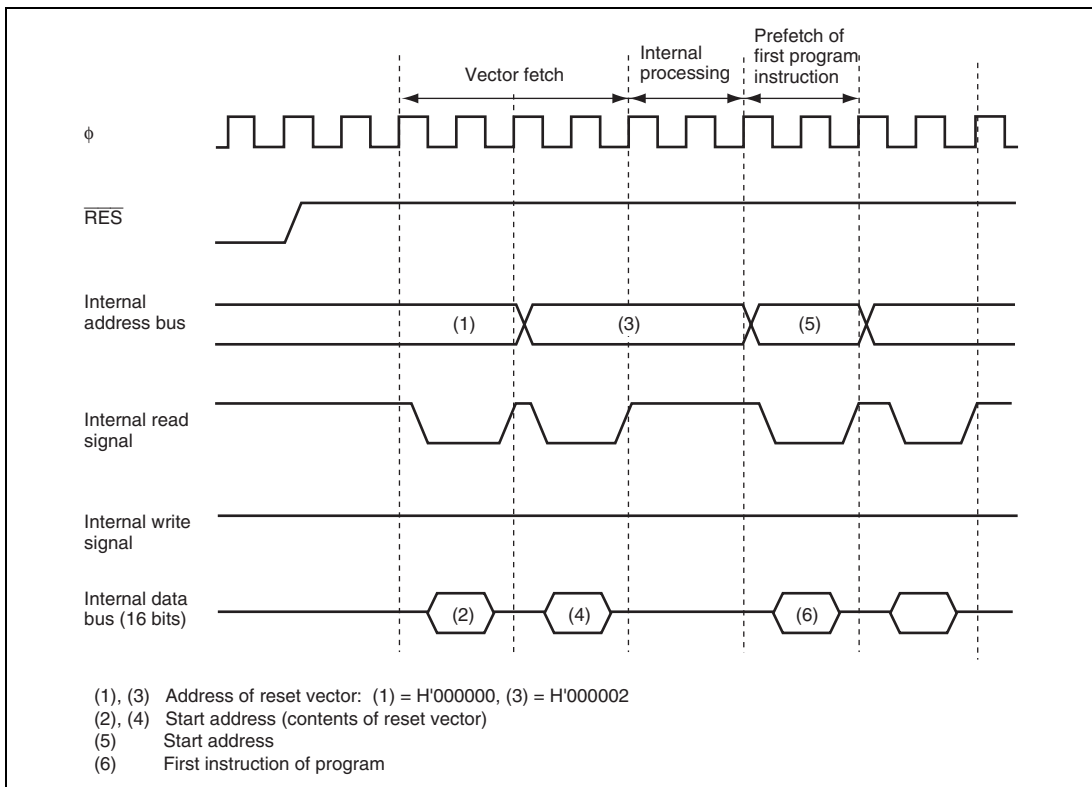 Vector fetch
Internal
processing
Prefetch of
first program
instruction
ϕ
RES
Internal
address bus
(1)
(3)
(5)
Internal read
signal
Internal write
signal
Internal data
bus (16 bits)
(2)
(4)
(6)
(1), (3) Address of reset vector: (1) = H'000000, (3) = H'000002
(2), (4) Start address (contents of reset vector)
(5) Start address
(6) First instruction of program